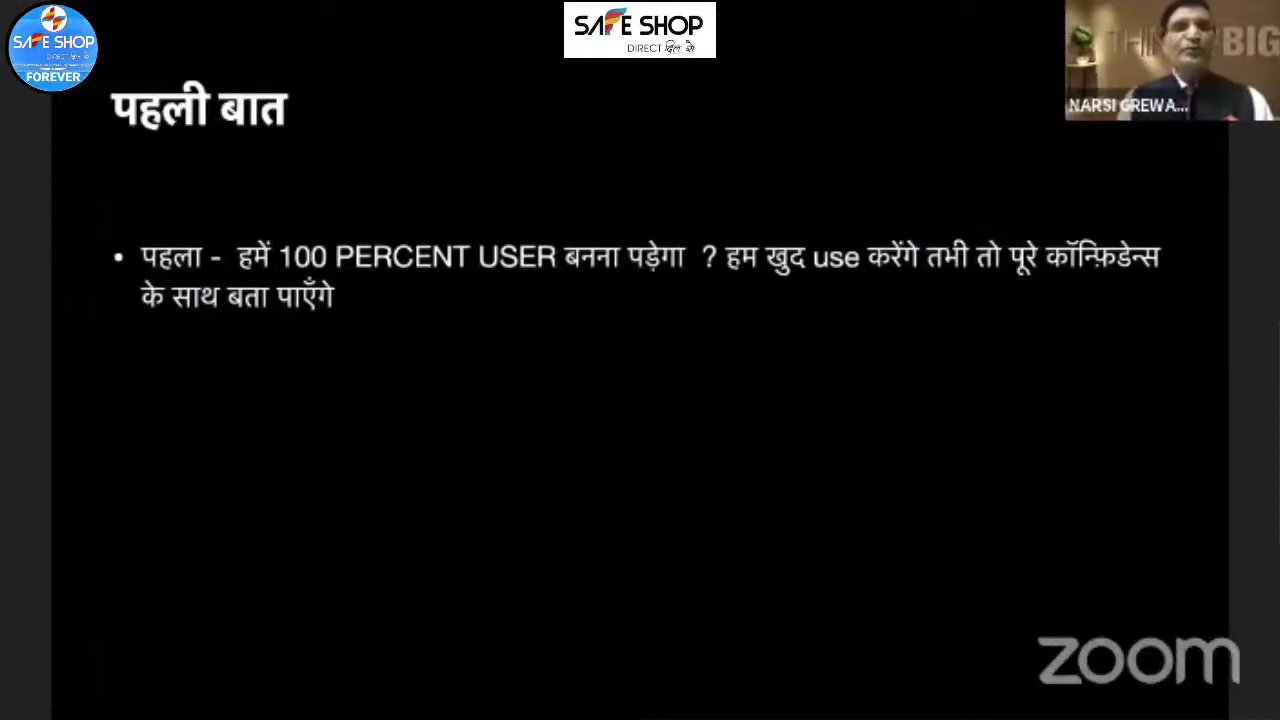 SAFE SHOP
DIRECT दिल से
FOREVER
SAFE SHOP
DIRECT दिल से
BIG
NARSI GREWA...
पहली बात
• पहला - हमें 100 PERCENT USER बनना पड़ेगा ? हम खुद use करेंगे तभी तो पूरे कॉन्फ़िडेन्स
के साथ बता पाएँगे
zoom